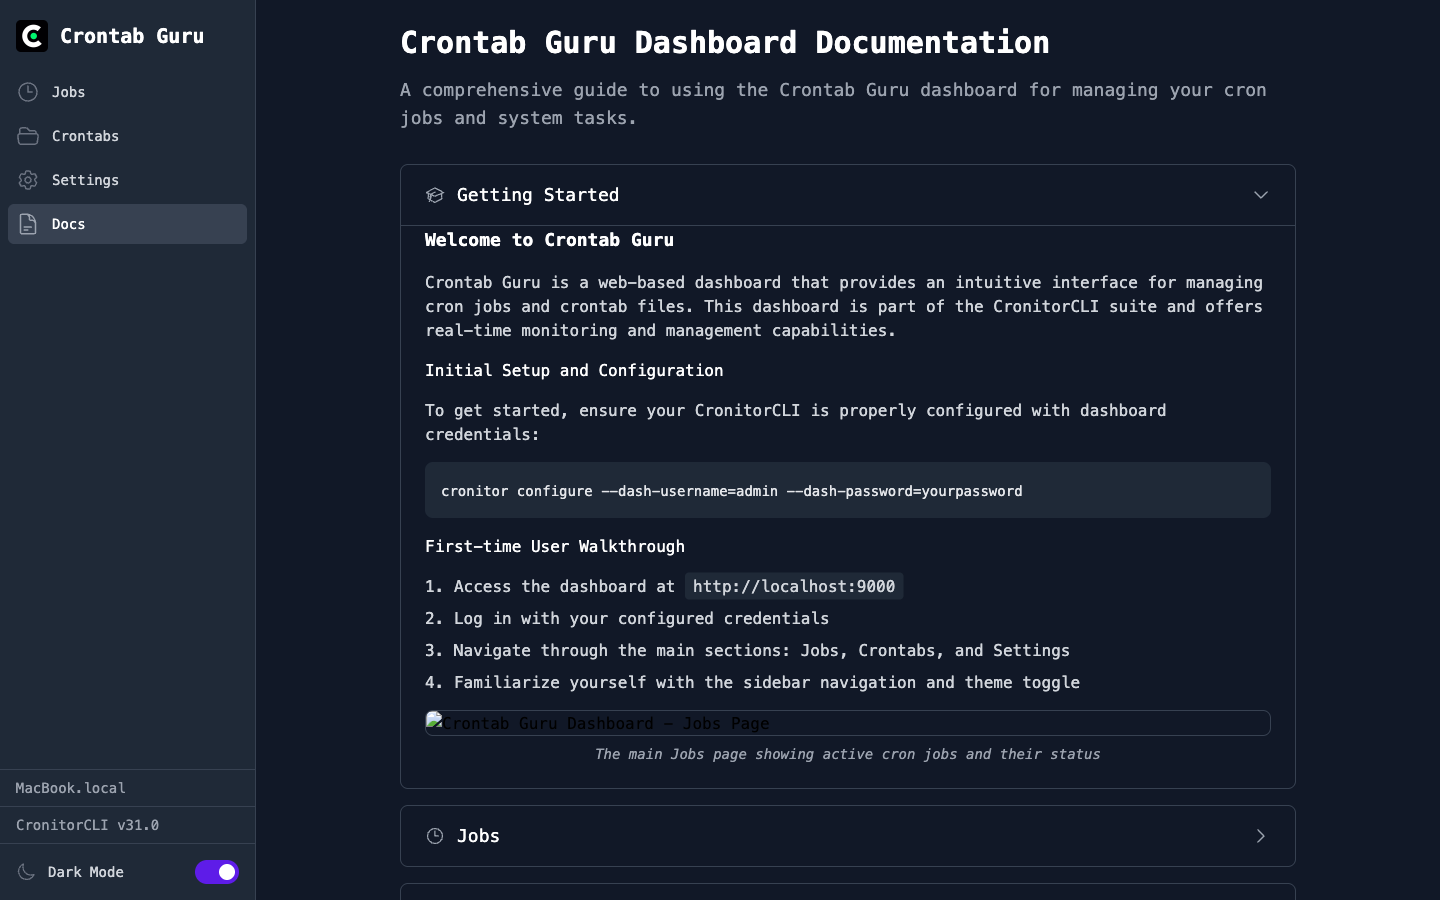 Crontab Guru
Jobs
Crontabs
Settings
Docs
MacBook.local
CronitorCLI v31.0
Dark Mode
Crontab Guru Dashboard Documentation
A comprehensive guide to using the Crontab Guru dashboard for managing your cron
jobs and system tasks.
Getting Started
Welcome to Crontab Guru
Crontab Guru is a web-based dashboard that provides an intuitive interface for managing
cron jobs and crontab files. This dashboard is part of the CronitorCLI suite and offers
real-time monitoring and management capabilities.
Initial Setup and Configuration
To get started, ensure your CronitorCLI is properly configured with dashboard
credentials:
cronitor configure --dash-username=admin --dash-password=yourpassword
First-time User Walkthrough
1. Access the dashboard at http://localhost:9000
2. Log in with your configured credentials
3. Navigate through the main sections: Jobs, Crontabs, and Settings
4. Familiarize yourself with the sidebar navigation and theme toggle
Crontab Guru Dashboard - Jobs Page
The main Jobs page showing active cron jobs and their status
Jobs